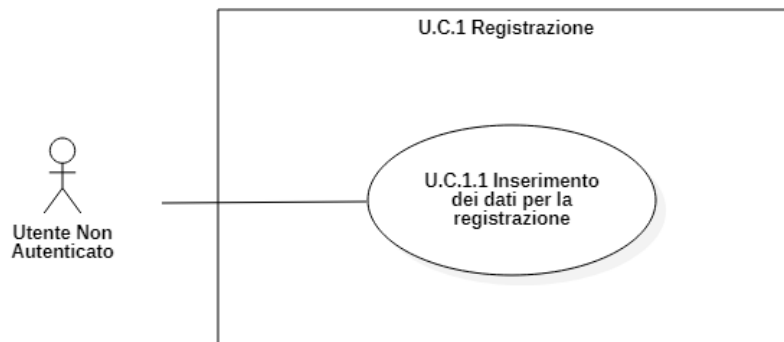 U.C.1 Registrazione
U.C.1.1 Inserimento
dei dati per la
registrazione
Utente Non
Autenticato